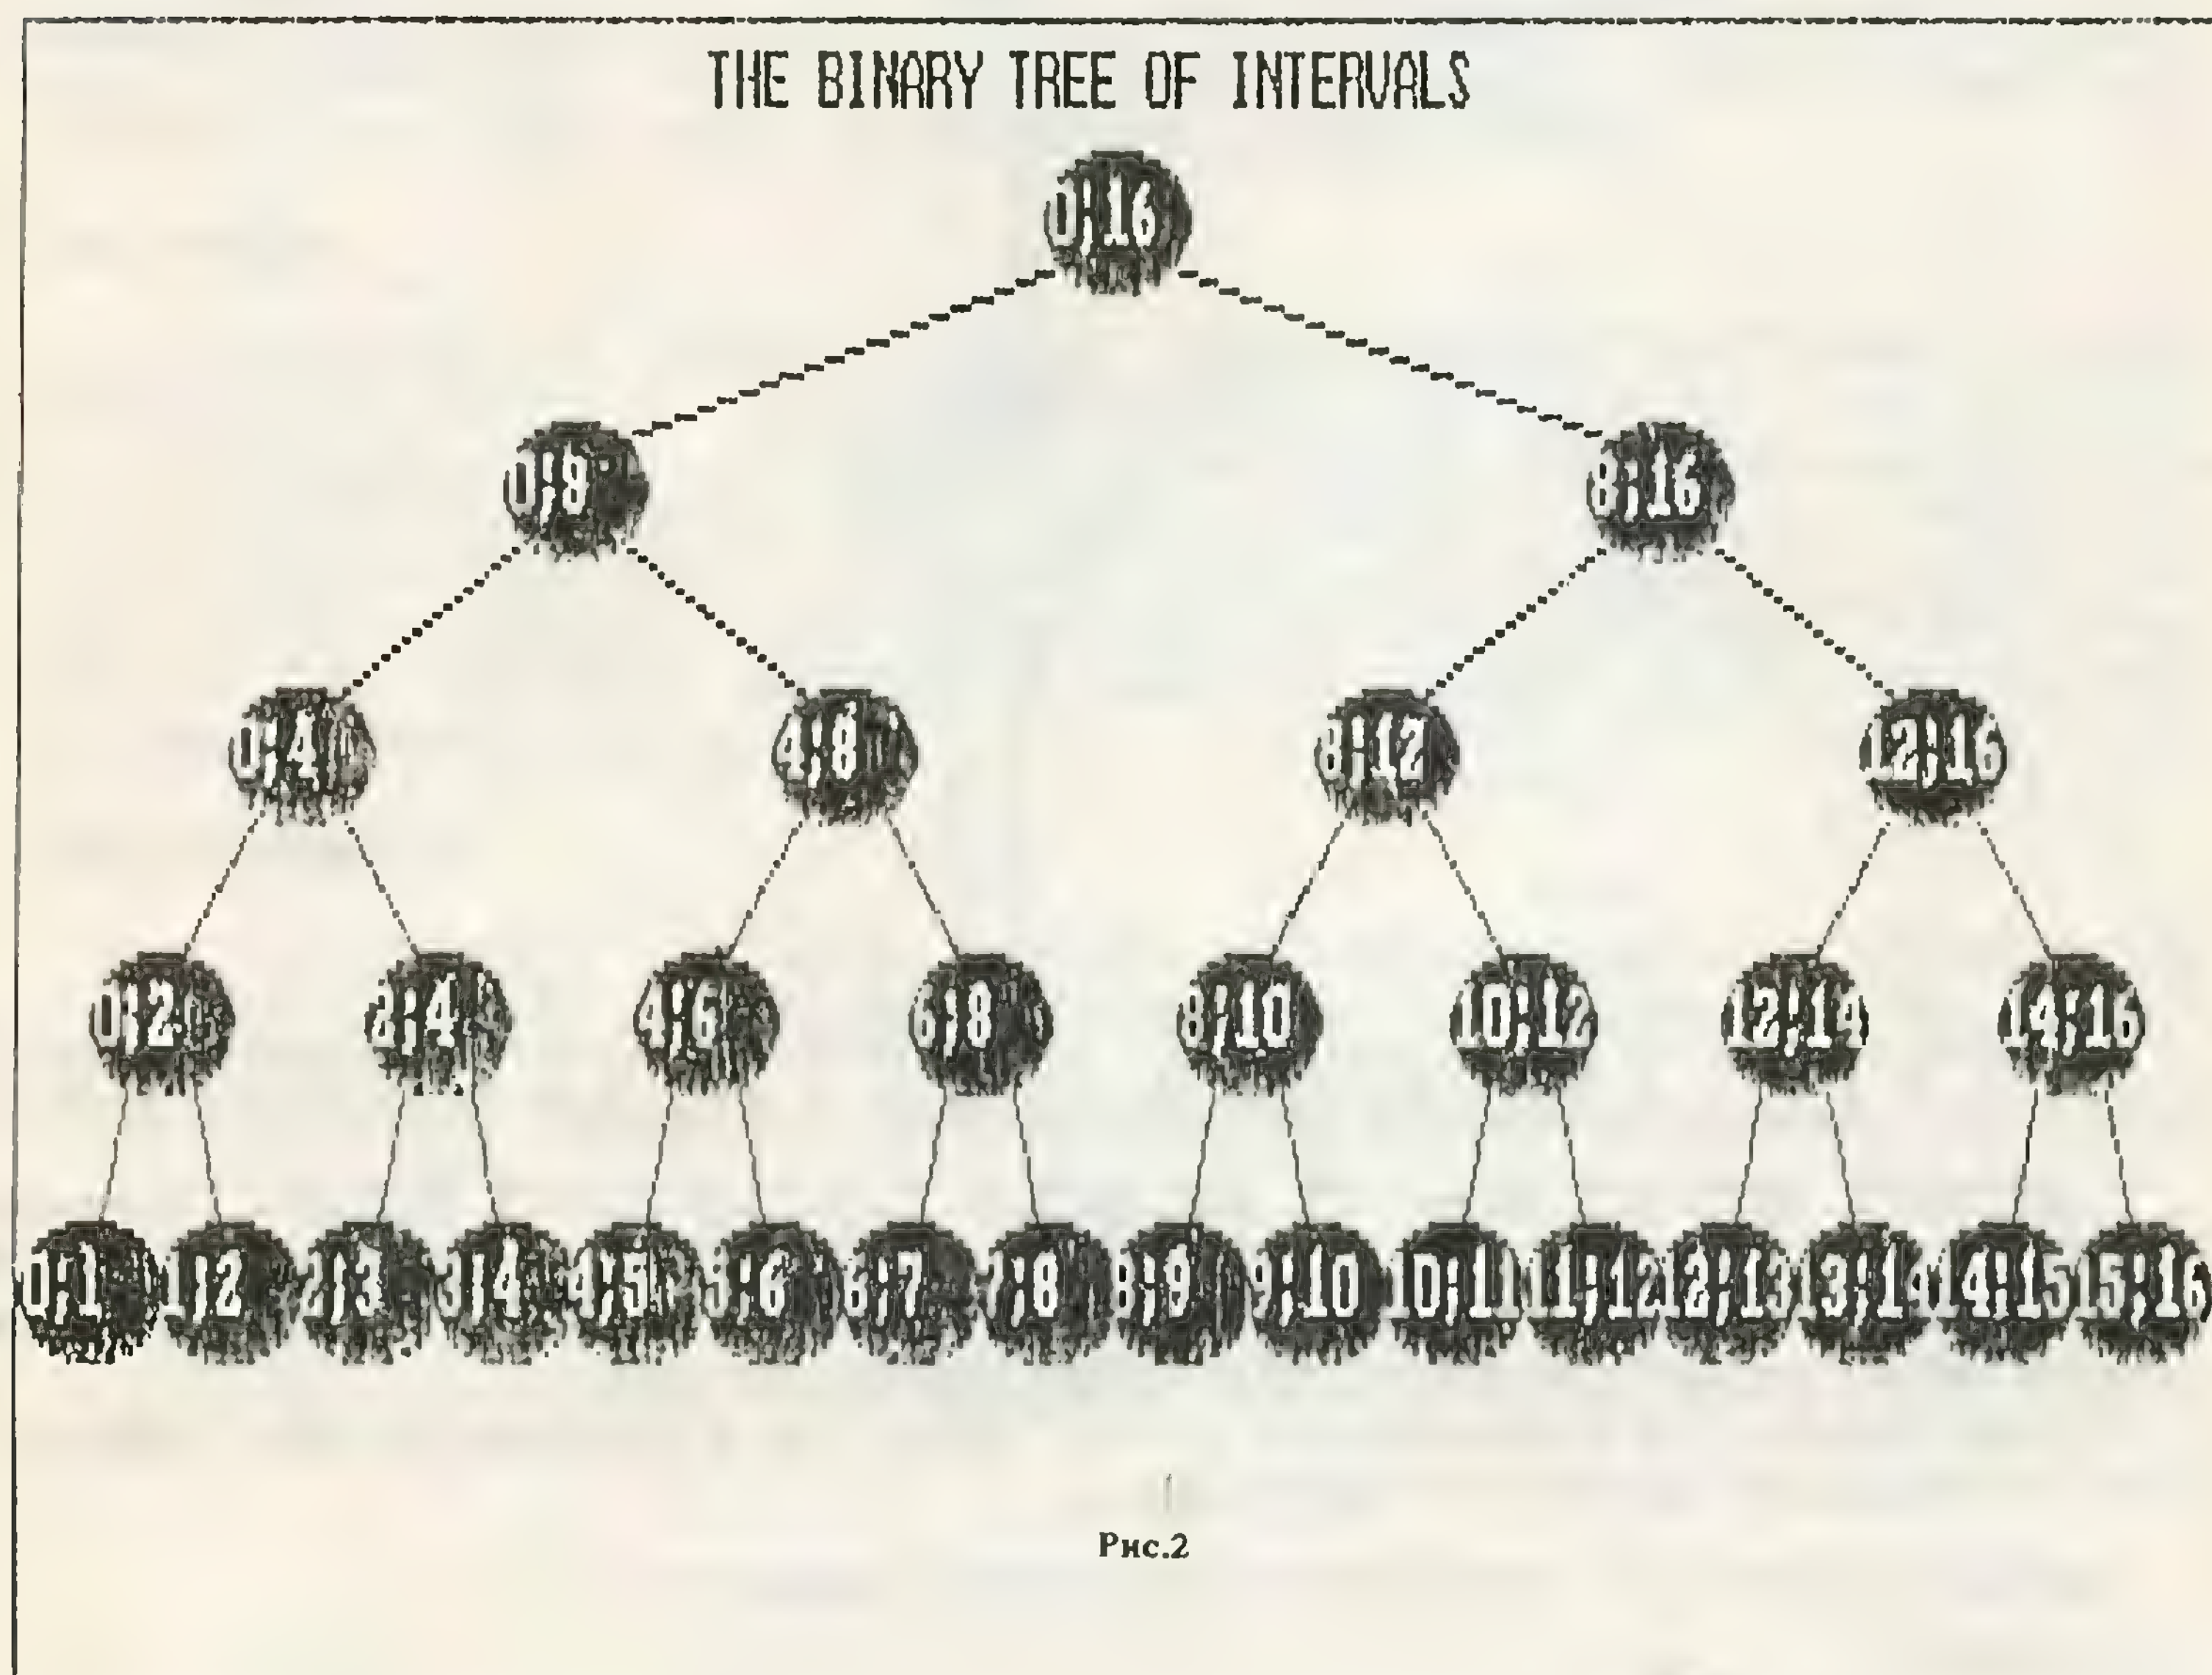 THE BINARY TREE OF INTERVALS
0;16
0;8 8;16
0;4 4;8 8;12 12;16
0;2 2;4 4;6 6;8 8;10 10;12 12;14 14;16
0;1 1;2 2;3 3;4 4;5 5;6 6;7 7;8 8;9 9;10 10;11 11;12 12;13 13;14 14;15 15;16
Рис.2